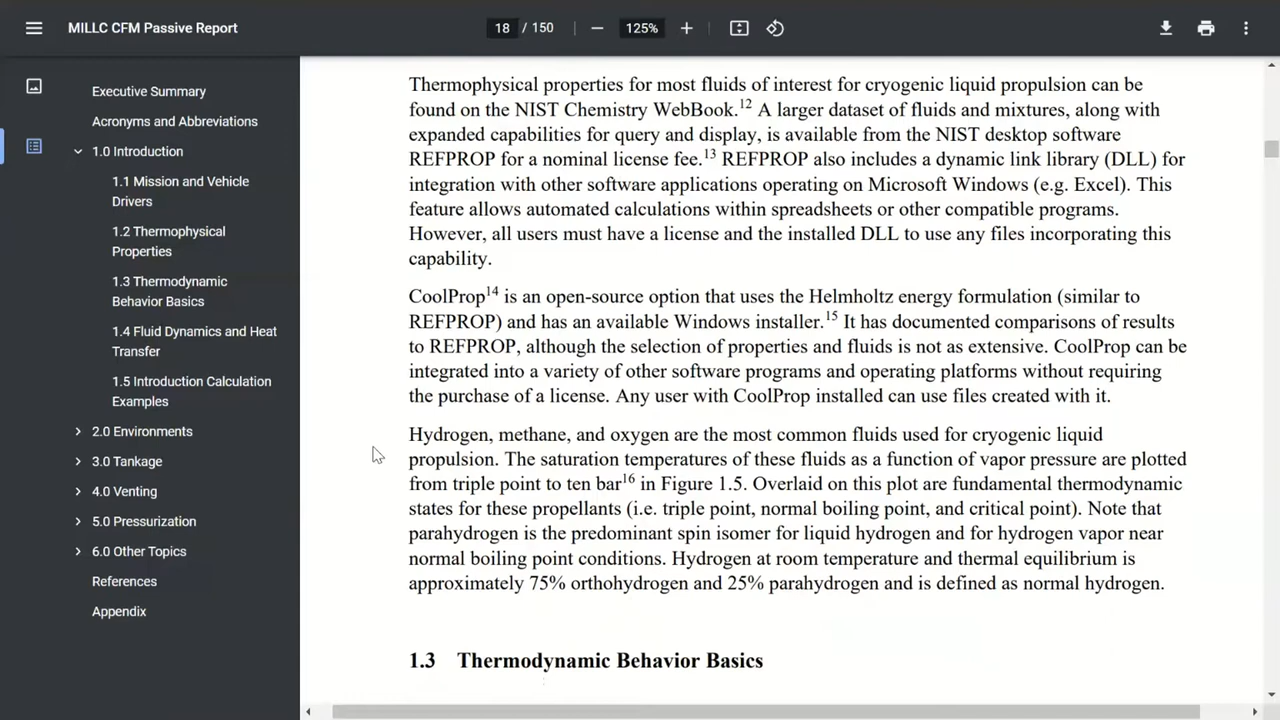 MILLC CFM Passive Report
18 / 150
125%
Executive Summary
Acronyms and Abbreviations
1.0 Introduction
1.1 Mission and Vehicle
Drivers
1.2 Thermophysical
Properties
1.3 Thermodynamic
Behavior Basics
1.4 Fluid Dynamics and Heat
Transfer
1.5 Introduction Calculation
Examples
2.0 Environments
3.0 Tankage
4.0 Venting
5.0 Pressurization
6.0 Other Topics
References
Appendix
Thermophysical properties for most fluids of interest for cryogenic liquid propulsion can be
found on the NIST Chemistry WebBook.12 A larger dataset of fluids and mixtures, along with
expanded capabilities for query and display, is available from the NIST desktop software
REFPROP for a nominal license fee.13 REFPROP also includes a dynamic link library (DLL) for
integration with other software applications operating on Microsoft Windows (e.g. Excel). This
feature allows automated calculations within spreadsheets or other compatible programs.
However, all users must have a license and the installed DLL to use any files incorporating this
capability.
CoolProp14 is an open-source option that uses the Helmholtz energy formulation (similar to
REFPROP) and has an available Windows installer.15 It has documented comparisons of results
to REFPROP, although the selection of properties and fluids is not as extensive. CoolProp can be
integrated into a variety of other software programs and operating platforms without requiring
the purchase of a license. Any user with CoolProp installed can use files created with it.
Hydrogen, methane, and oxygen are the most common fluids used for cryogenic liquid
propulsion. The saturation temperatures of these fluids as a function of vapor pressure are plotted
from triple point to ten bar16 in Figure 1.5. Overlaid on this plot are fundamental thermodynamic
states for these propellants (i.e. triple point, normal boiling point, and critical point). Note that
parahydrogen is the predominant spin isomer for liquid hydrogen and for hydrogen vapor near
normal boiling point conditions. Hydrogen at room temperature and thermal equilibrium is
approximately 75% orthohydrogen and 25% parahydrogen and is defined as normal hydrogen.
1.3 Thermodynamic Behavior Basics